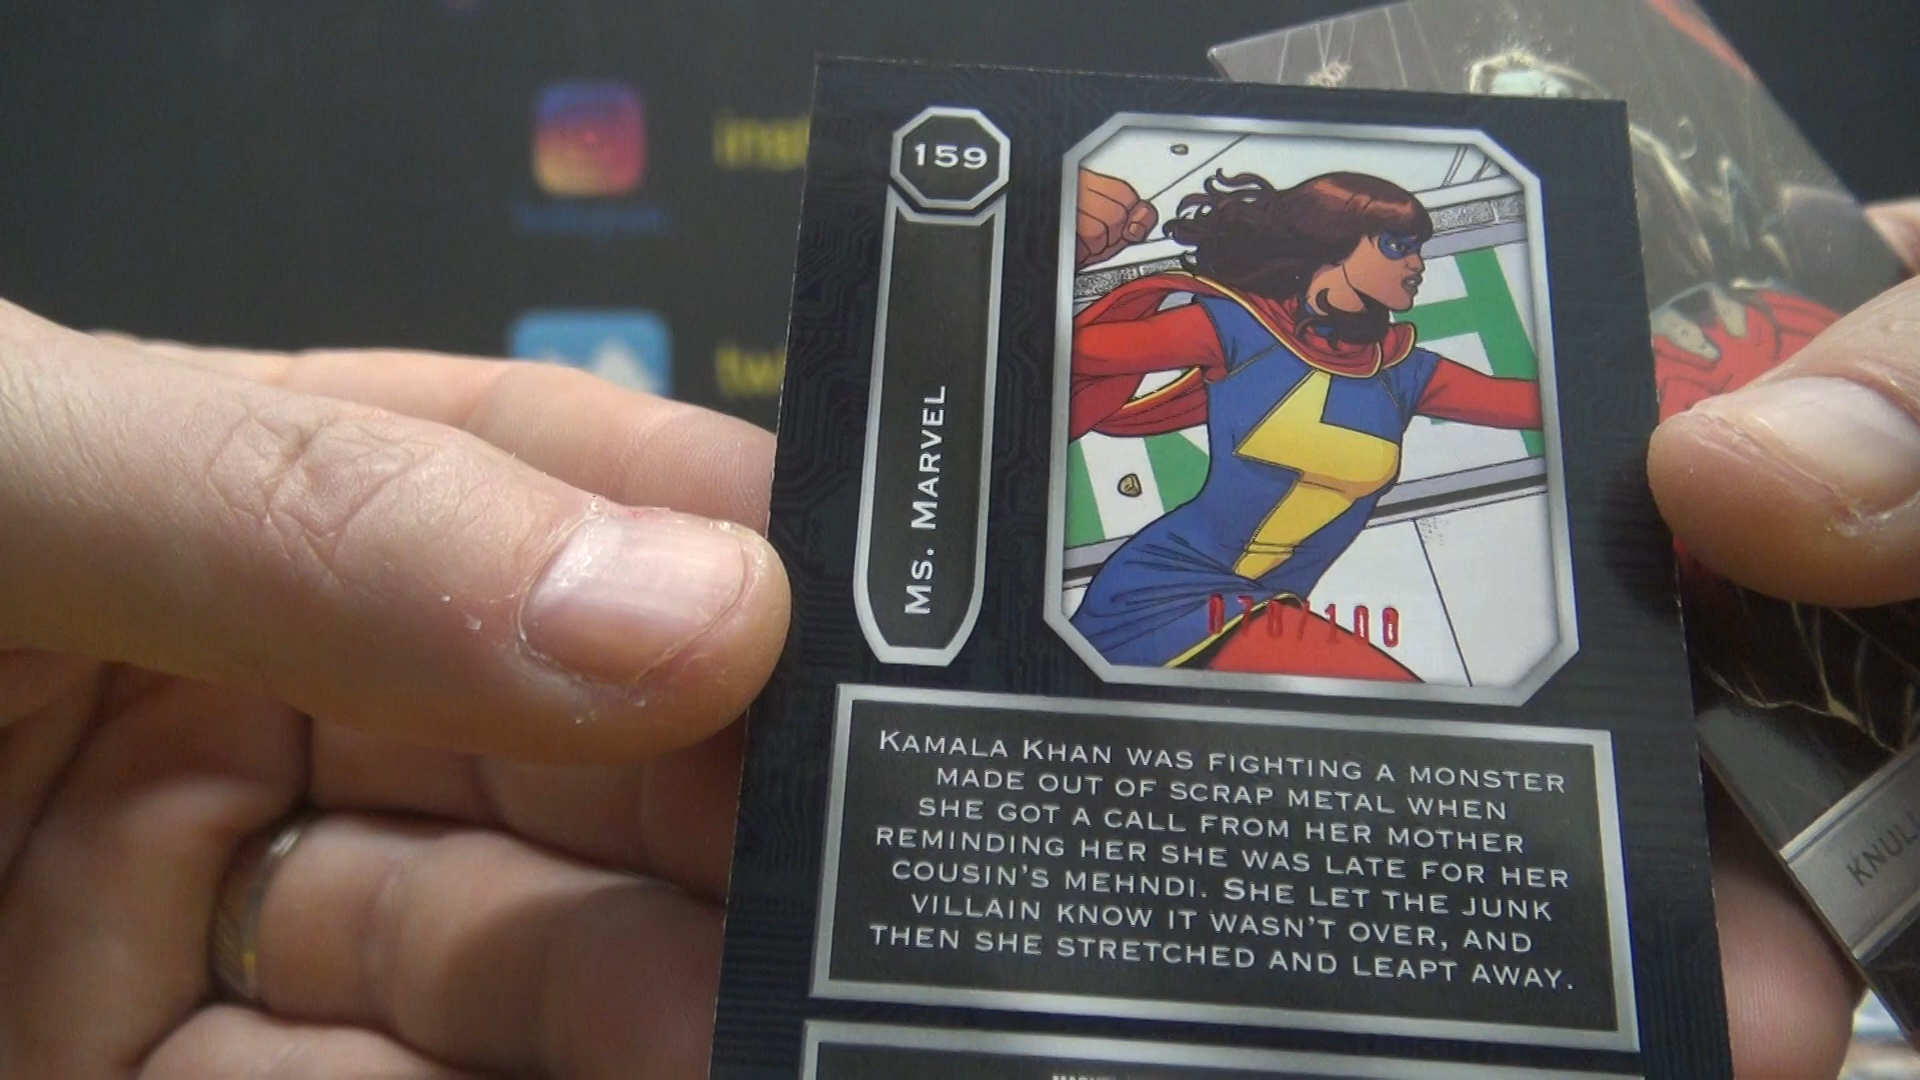 159
Ms. Marvel
Kamala Khan was fighting a monster
made out of scrap metal when
she got a call from her mother
reminding her she was late for her
cousin's mehndi. She let the junk
villain know it wasn't over, and
then she stretched and leapt away.